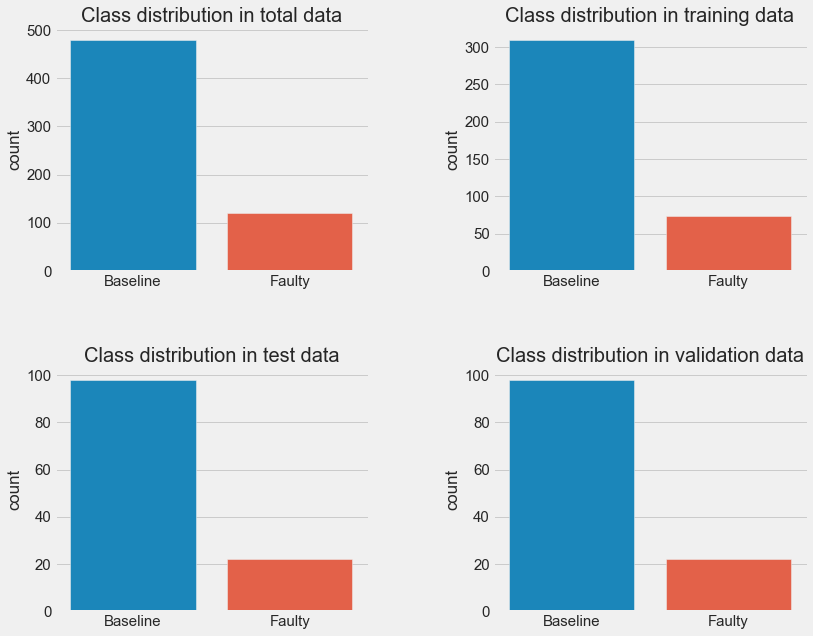 Class distribution in total data
500
400
300
200
100
0
count
Baseline
Faulty
Class distribution in training data
300
250
200
150
100
50
0
count
Baseline
Faulty
Class distribution in test data
100
80
60
40
20
0
count
Baseline
Faulty
Class distribution in validation data
100
80
60
40
20
0
count
Baseline
Faulty